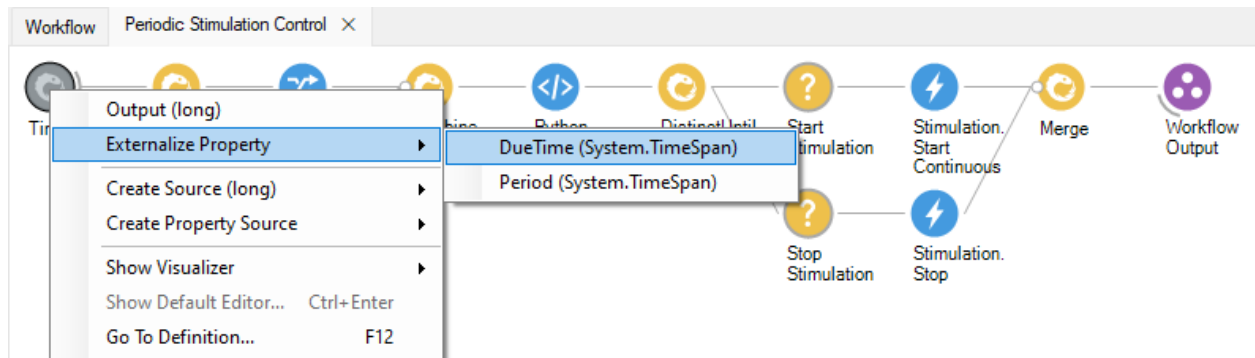 Workflow
Periodic Stimulation Control
Output (long)
Externalize Property
DueTime (System.TimeSpan)
Period (System.TimeSpan)
Create Source (long)
Create Property Source
Show Visualizer
Show Default Editor... Ctrl+Enter
Go To Definition... F12
Start
Stimulation.
Start
Continuous
Merge
Workflow
Output
Stop
Stimulation
Stimulation.
Stop